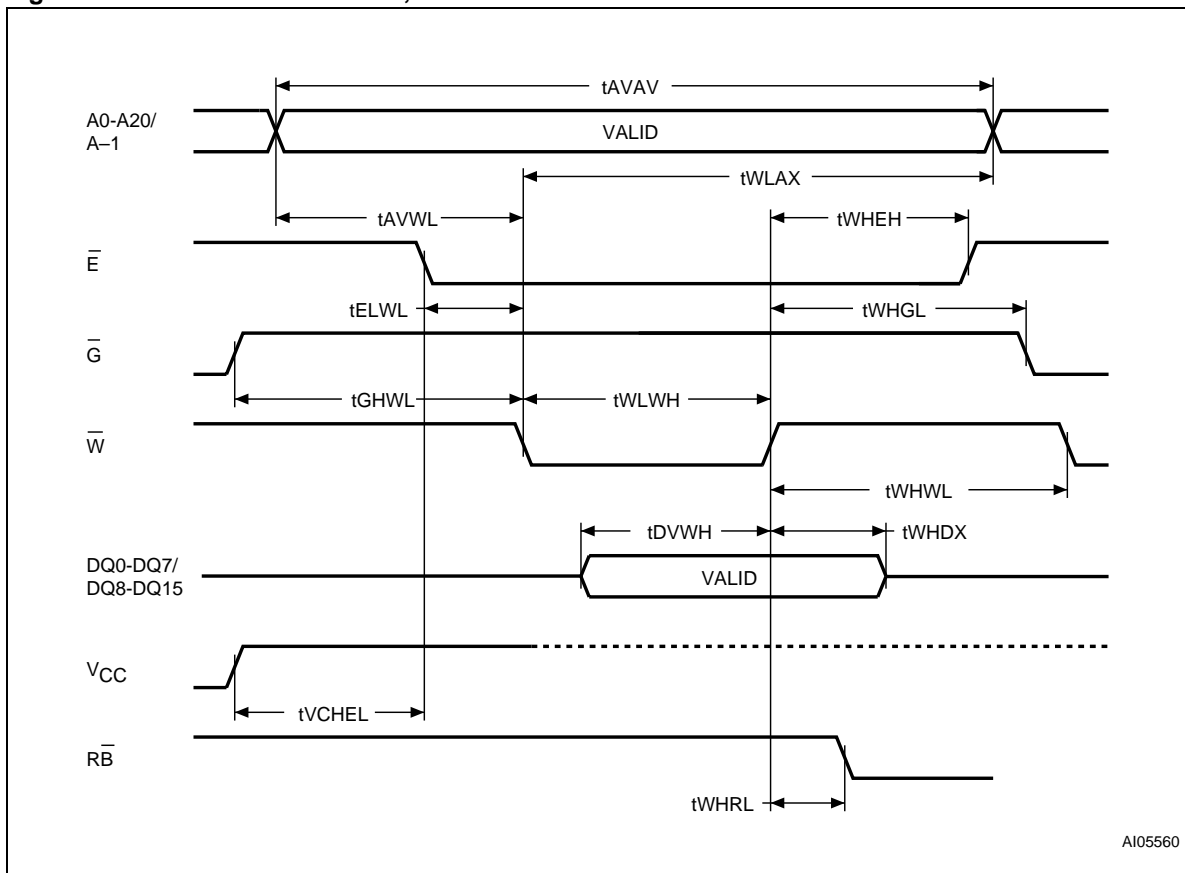 tAVAV
A0-A20/
A–1
VALID
tWLAX
tAVWL
tWHEH
E̅
tELWL
tWHGL
G̅
tGHWL
tWLWH
W̅
tWHWL
tDVWH
tWHDX
DQ0-DQ7/
DQ8-DQ15
VALID
VCC
tVCHEL
RB̅
tWHRL
AI05560